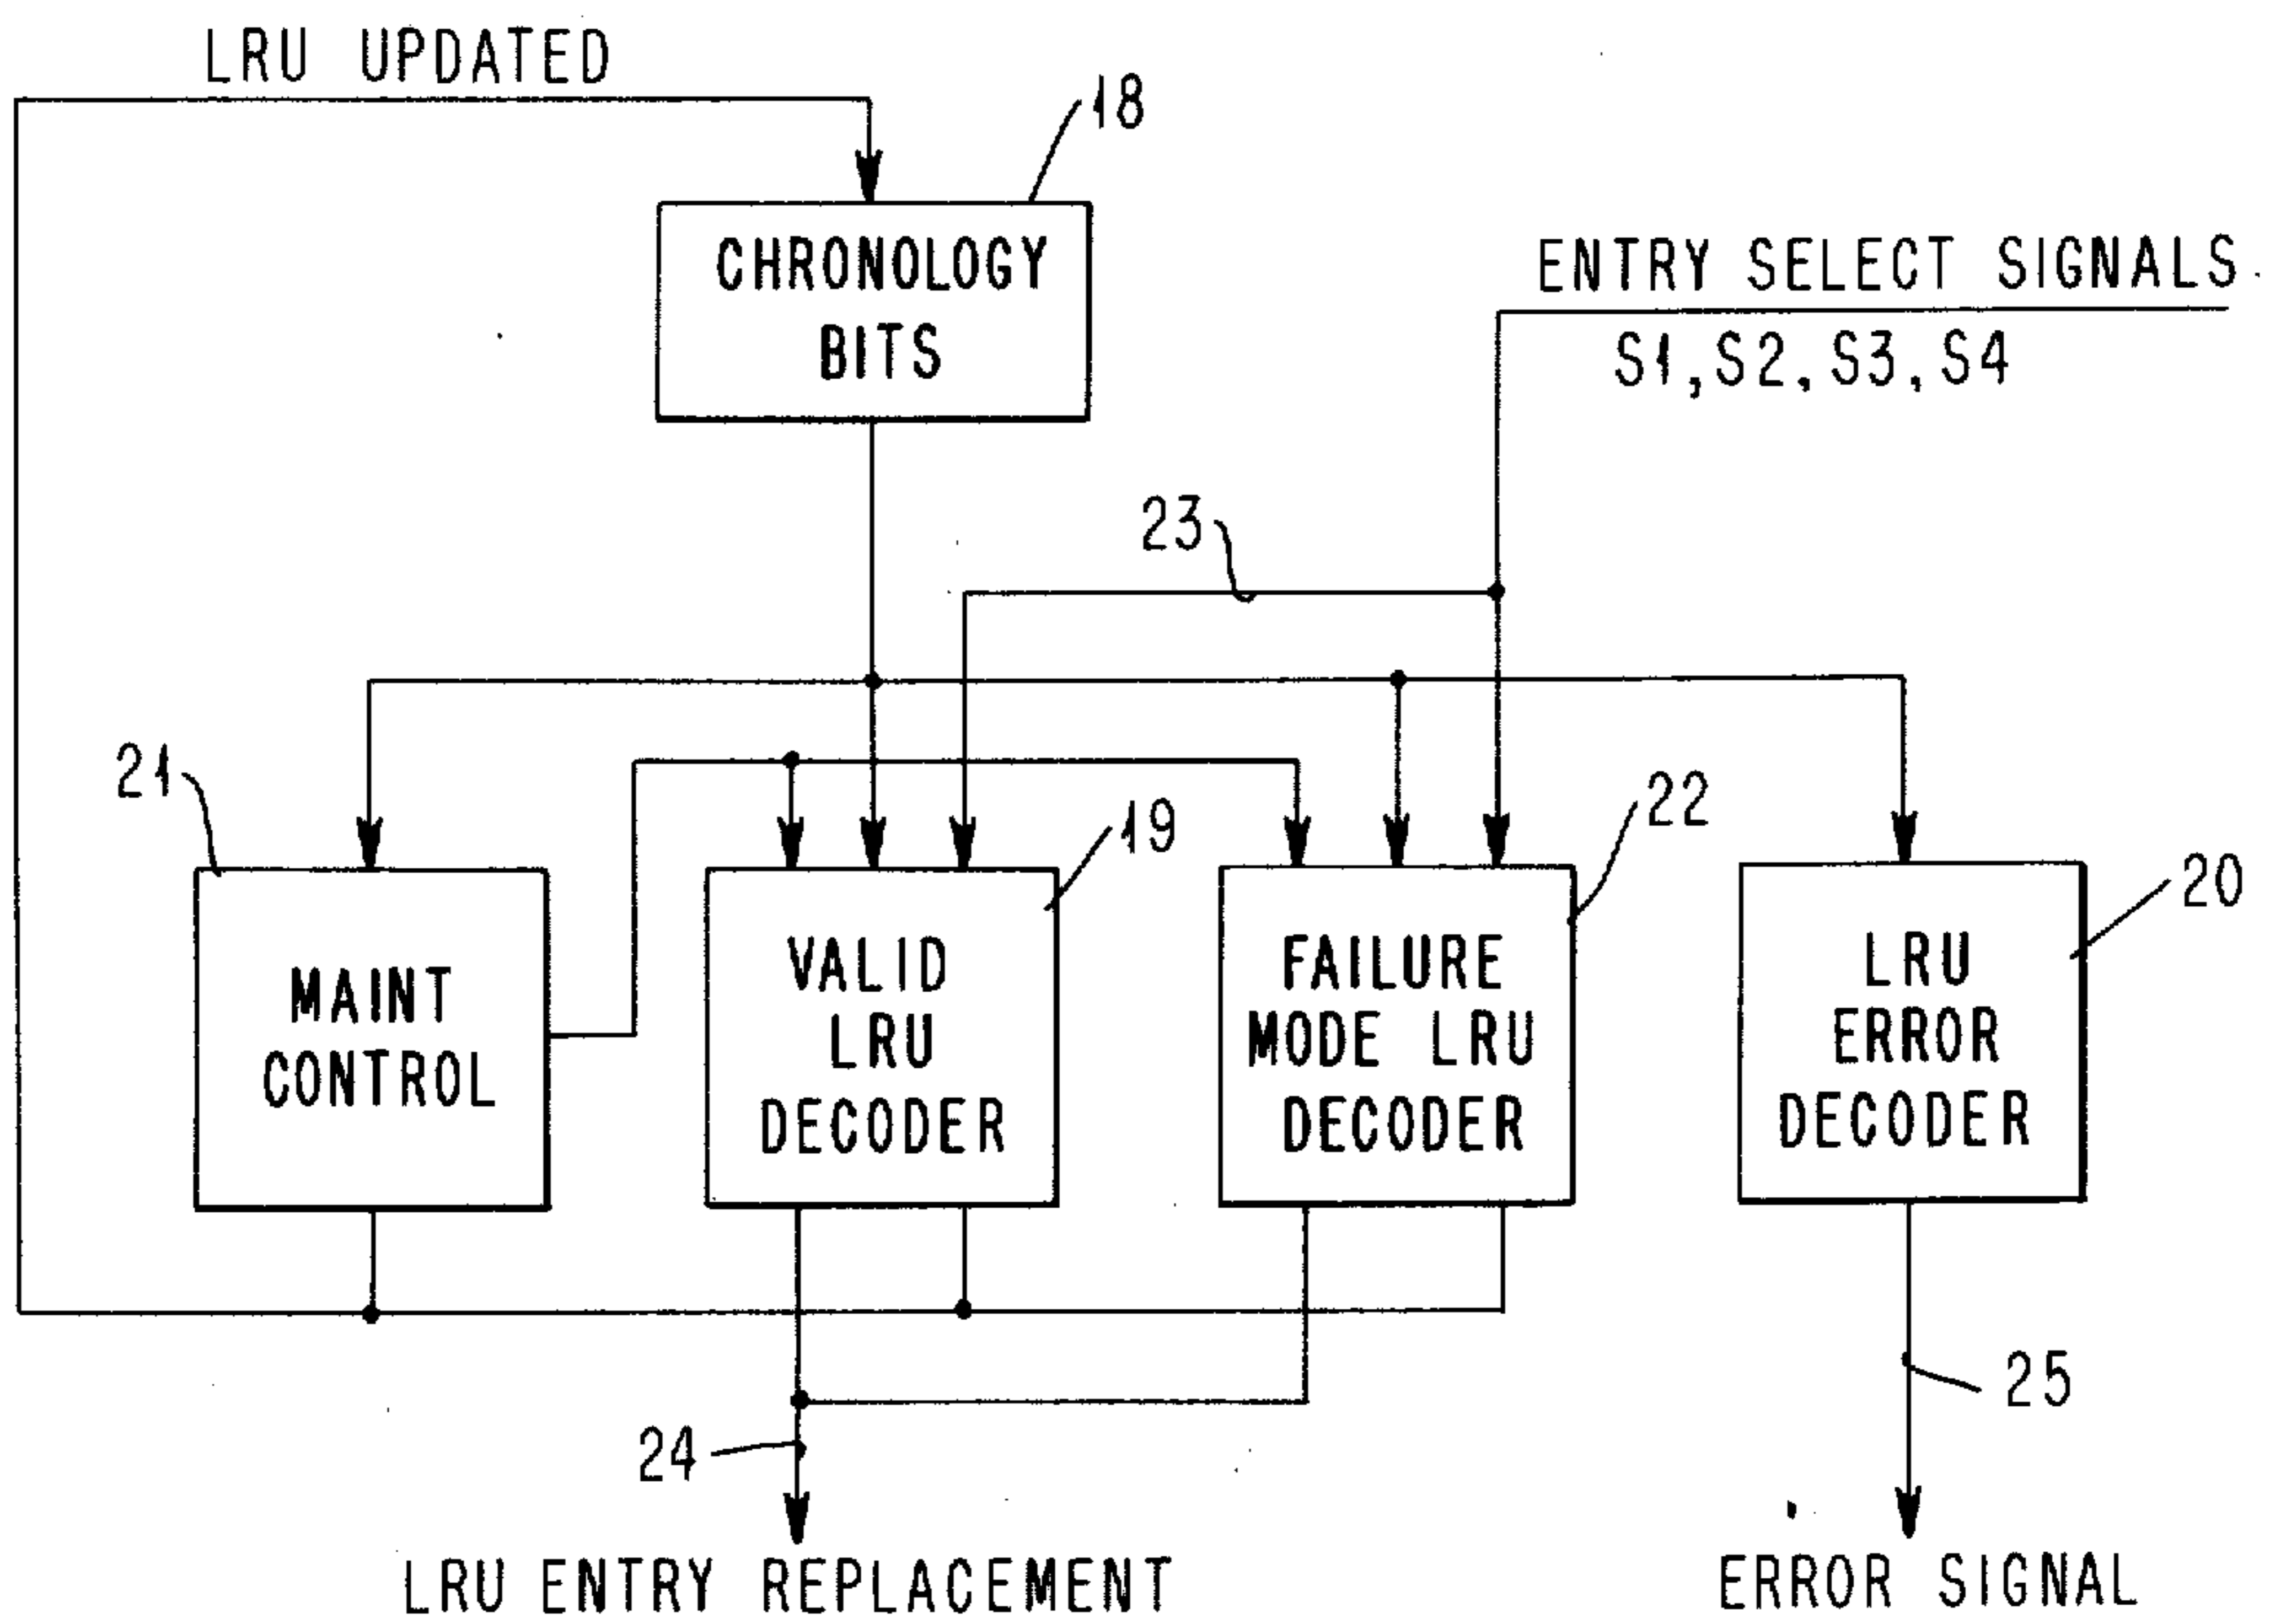 LRU UPDATED
18
CHRONOLOGY
BITS
ENTRY SELECT SIGNALS
S1, S2, S3, S4
23
21
19
22
20
MAINT
CONTROL
VALID
LRU
DECODER
FAILURE
MODE LRU
DECODER
LRU
ERROR
DECODER
24
25
LRU ENTRY REPLACEMENT
ERROR SIGNAL